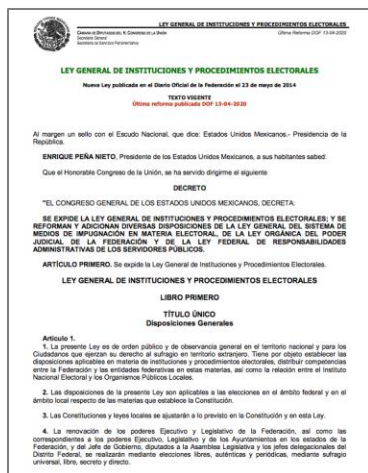 LEY GENERAL DE INSTITUCIONES Y PROCEDIMIENTOS ELECTORALES
CÁMARA DE DIPUTADOS DEL H. CONGRESO DE LA UNIÓN
Última Reforma DOF 13-04-2020
Secretaría General
Secretaría de Servicios Parlamentarios
LEY GENERAL DE INSTITUCIONES Y PROCEDIMIENTOS ELECTORALES
Nueva Ley publicada en el Diario Oficial de la Federación el 23 de mayo de 2014
TEXTO VIGENTE
Última reforma publicada DOF 13-04-2020
Al margen un sello con el Escudo Nacional, que dice: Estados Unidos Mexicanos.- Presidencia de la
República.
ENRIQUE PEÑA NIETO, Presidente de los Estados Unidos Mexicanos, a sus habitantes sabed:
Que el Honorable Congreso de la Unión, se ha servido dirigirme el siguiente
DECRETO
"EL CONGRESO GENERAL DE LOS ESTADOS UNIDOS MEXICANOS, DECRETA:
SE EXPIDE LA LEY GENERAL DE INSTITUCIONES Y PROCEDIMIENTOS ELECTORALES; Y SE
REFORMAN Y ADICIONAN DIVERSAS DISPOSICIONES DE LA LEY GENERAL DEL SISTEMA DE
MEDIOS DE IMPUGNACIÓN EN MATERIA ELECTORAL, DE LA LEY ORGÁNICA DEL PODER
JUDICIAL DE LA FEDERACIÓN Y DE LA LEY FEDERAL DE RESPONSABILIDADES
ADMINISTRATIVAS DE LOS SERVIDORES PÚBLICOS.
ARTÍCULO PRIMERO. Se expide la Ley General de Instituciones y Procedimientos Electorales.
LEY GENERAL DE INSTITUCIONES Y PROCEDIMIENTOS ELECTORALES
LIBRO PRIMERO
TÍTULO ÚNICO
Disposiciones Generales
Artículo 1.
1. La presente Ley es de orden público y de observancia general en el territorio nacional y para los
Ciudadanos que ejerzan su derecho al sufragio en territorio extranjero. Tiene por objeto establecer las
disposiciones aplicables en materia de instituciones y procedimientos electorales, distribuir competencias
entre la Federación y las entidades federativas en estas materias, así como la relación entre el Instituto
Nacional Electoral y los Organismos Públicos Locales.
2. Las disposiciones de la presente Ley son aplicables a las elecciones en el ámbito federal y en el
ámbito local respecto de las materias que establece la Constitución.
3. Las Constituciones y leyes locales se ajustarán a lo previsto en la Constitución y en esta Ley.
4. La renovación de los poderes Ejecutivo y Legislativo de la Federación, así como las
correspondientes a los poderes Ejecutivo, Legislativo y de los Ayuntamientos en los estados de la
Federación, y del Jefe de Gobierno, diputados a la Asamblea Legislativa y los jefes delegacionales del
Distrito Federal, se realizarán mediante elecciones libres, auténticas y periódicas, mediante sufragio
universal, libre, secreto y directo.